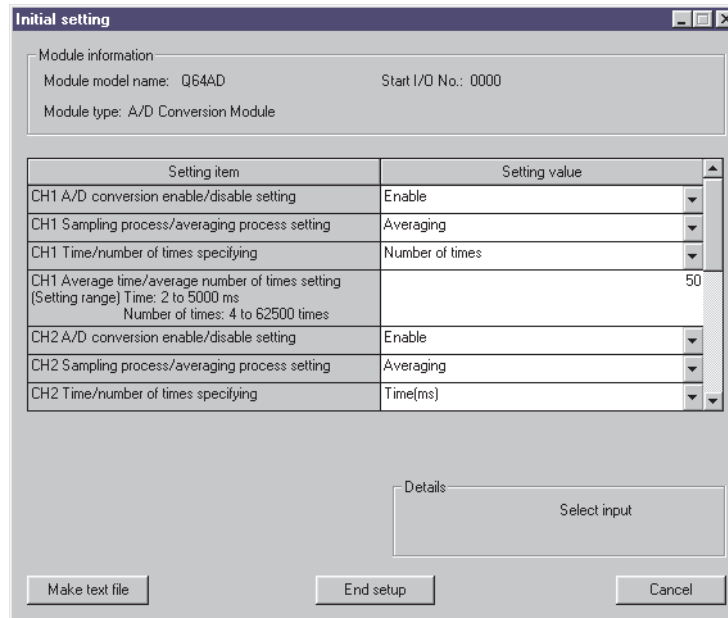 Initial setting
Module information
Module model name: Q64AD Start I/O No.: 0000
Module type: A/D Conversion Module
Setting item Setting value
CH1 A/D conversion enable/disable setting Enable
CH1 Sampling process/averaging process setting Averaging
CH1 Time/number of times specifying Number of times
CH1 Average time/average number of times setting 50
(Setting range) Time: 2 to 5000 ms
Number of times: 4 to 62500 times
CH2 A/D conversion enable/disable setting Enable
CH2 Sampling process/averaging process setting Averaging
CH2 Time/number of times specifying Time(ms)
Details
Select input
Make text file End setup Cancel